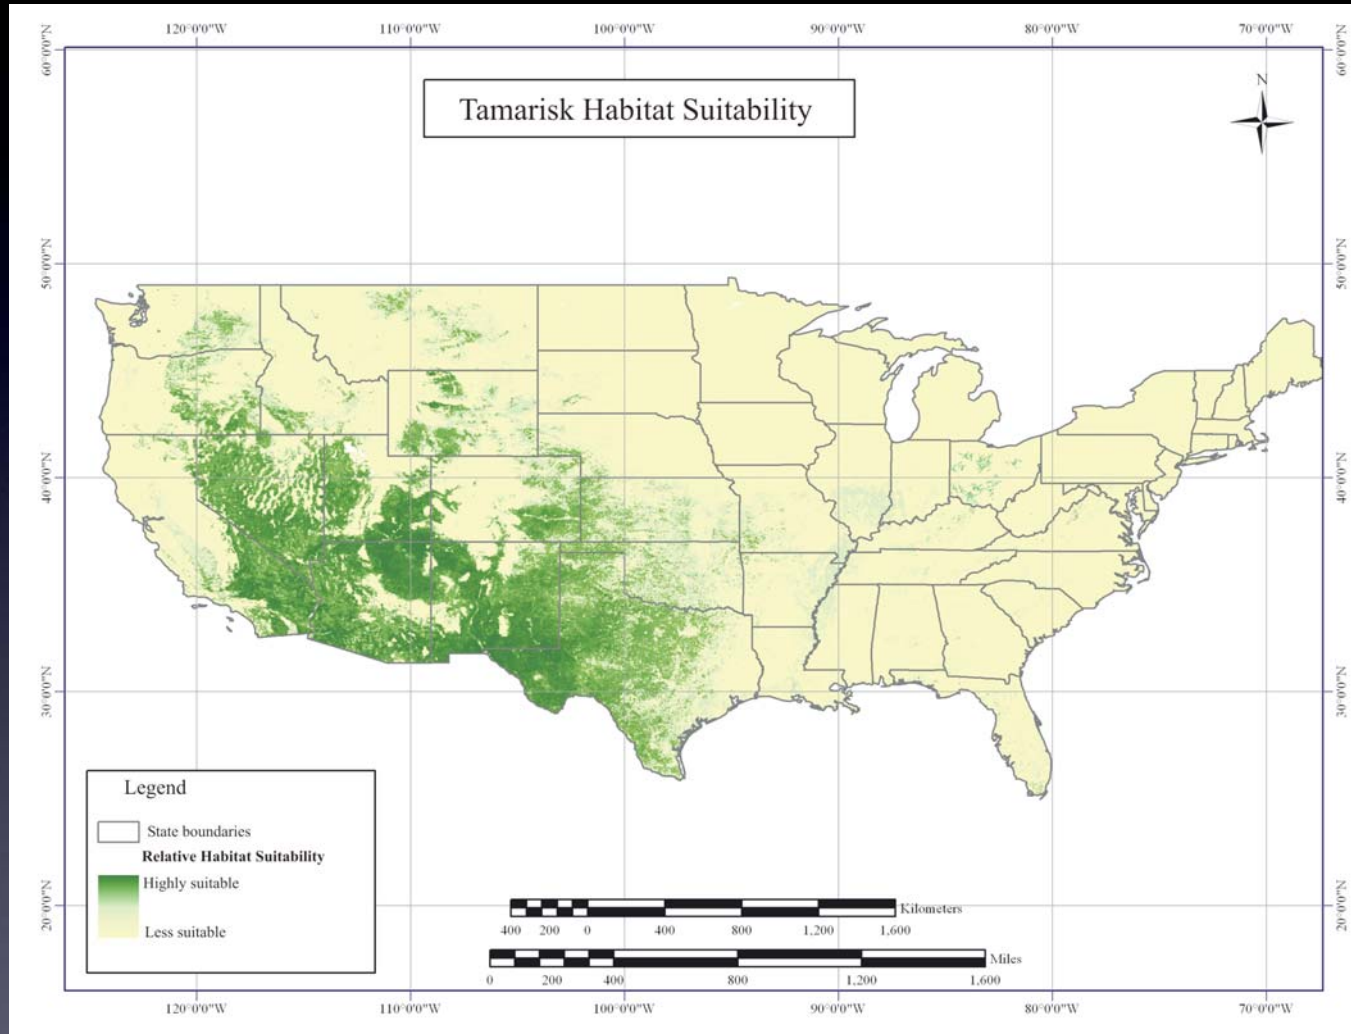 120°0'0"W 110°0'0"W 100°0'0"W 90°0'0"W 80°0'0"W 70°0'0"W
60°0'0"N 60°0'0"N
N
Tamarisk Habitat Suitability
50°0'0"N 50°0'0"N
40°0'0"N 40°0'0"N
30°0'0"N 30°0'0"N
Legend
State boundaries
Relative Habitat Suitability
Highly suitable
Less suitable
20°0'0"N 20°0'0"N
Kilometers
400 200 0 400 800 1,200 1,600
Miles
0 200 400 800 1,200 1,600
120°0'0"W 110°0'0"W 100°0'0"W 90°0'0"W 80°0'0"W 70°0'0"W